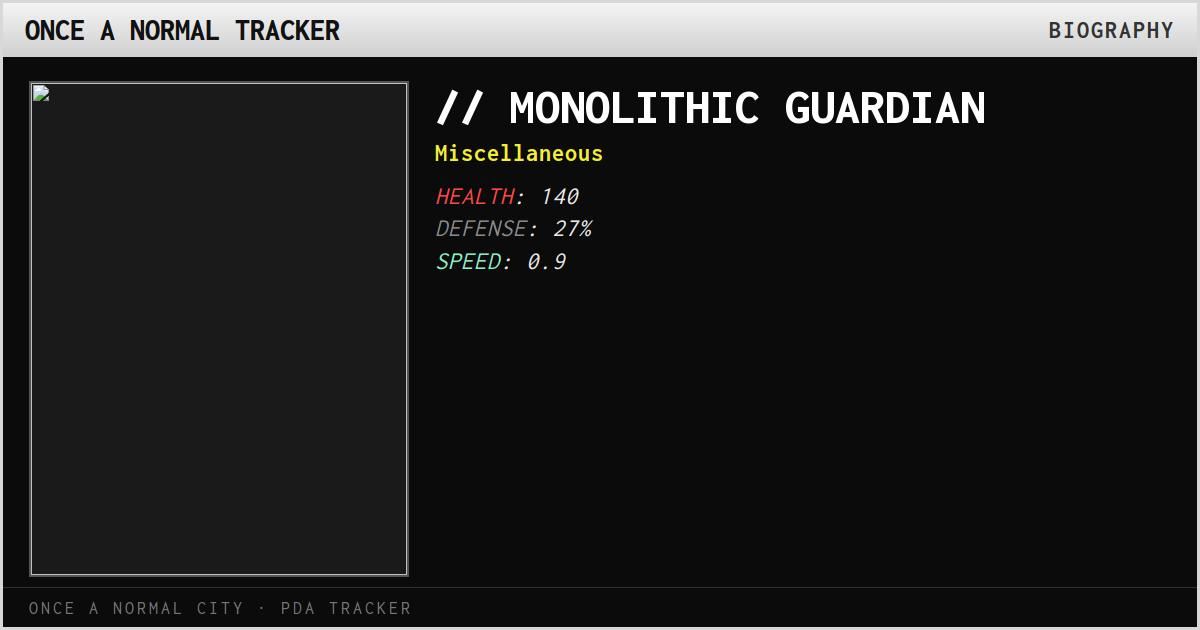 ONCE A NORMAL TRACKER
BIOGRAPHY
// MONOLITHIC GUARDIAN
Miscellaneous
HEALTH: 140
DEFENSE: 27%
SPEED: 0.9
ONCE A NORMAL CITY · PDA TRACKER